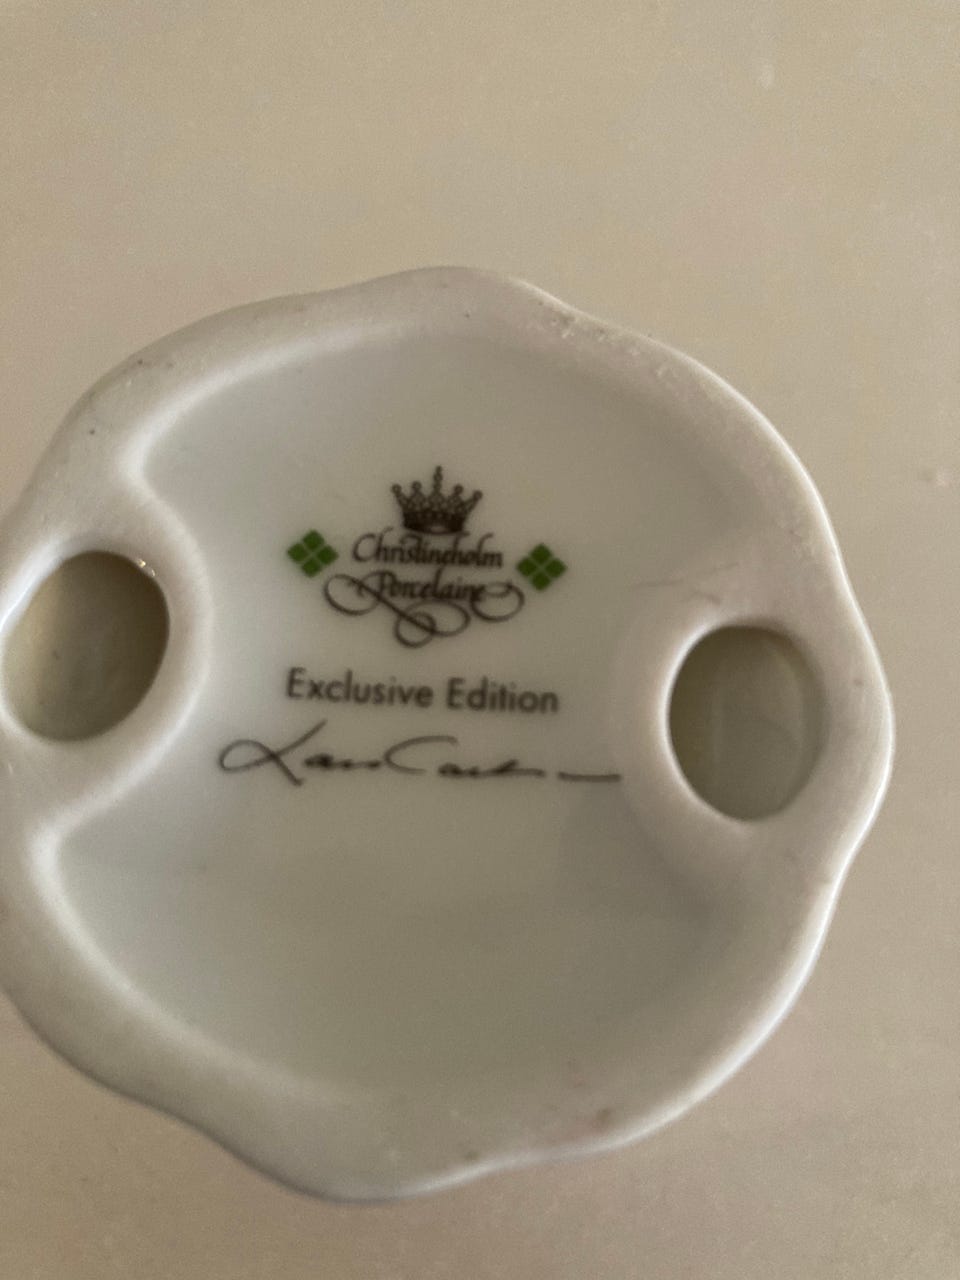 Christineholm
Porcelaine
Exclusive Edition